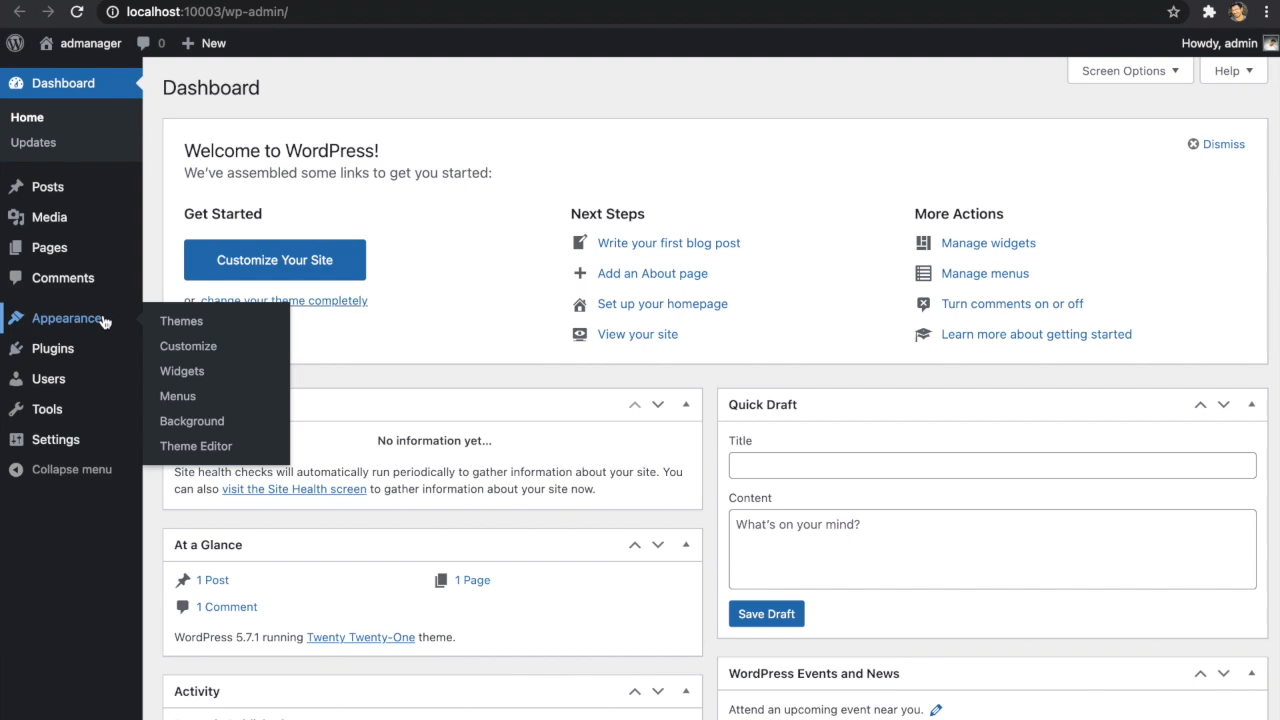 localhost:10003/wp-admin/
admanager
0
New
Howdy, admin
Dashboard
Home
Updates
Posts
Media
Pages
Comments
Appearance
Plugins
Users
Tools
Settings
Collapse menu
Themes
Customize
Widgets
Menus
Background
Theme Editor
Dashboard
Screen Options
Help
Welcome to WordPress!
We've assembled some links to get you started:
Dismiss
Get Started
Customize Your Site
or, change your theme completely
Next Steps
Write your first blog post
Add an About page
Set up your homepage
View your site
More Actions
Manage widgets
Manage menus
Turn comments on or off
Learn more about getting started
No information yet...
Site health checks will automatically run periodically to gather information about your site. You
can also visit the Site Health screen to gather information about your site now.
At a Glance
1 Post
1 Page
1 Comment
WordPress 5.7.1 running Twenty Twenty-One theme.
Activity
Quick Draft
Title
Content
What's on your mind?
Save Draft
WordPress Events and News
Attend an upcoming event near you.